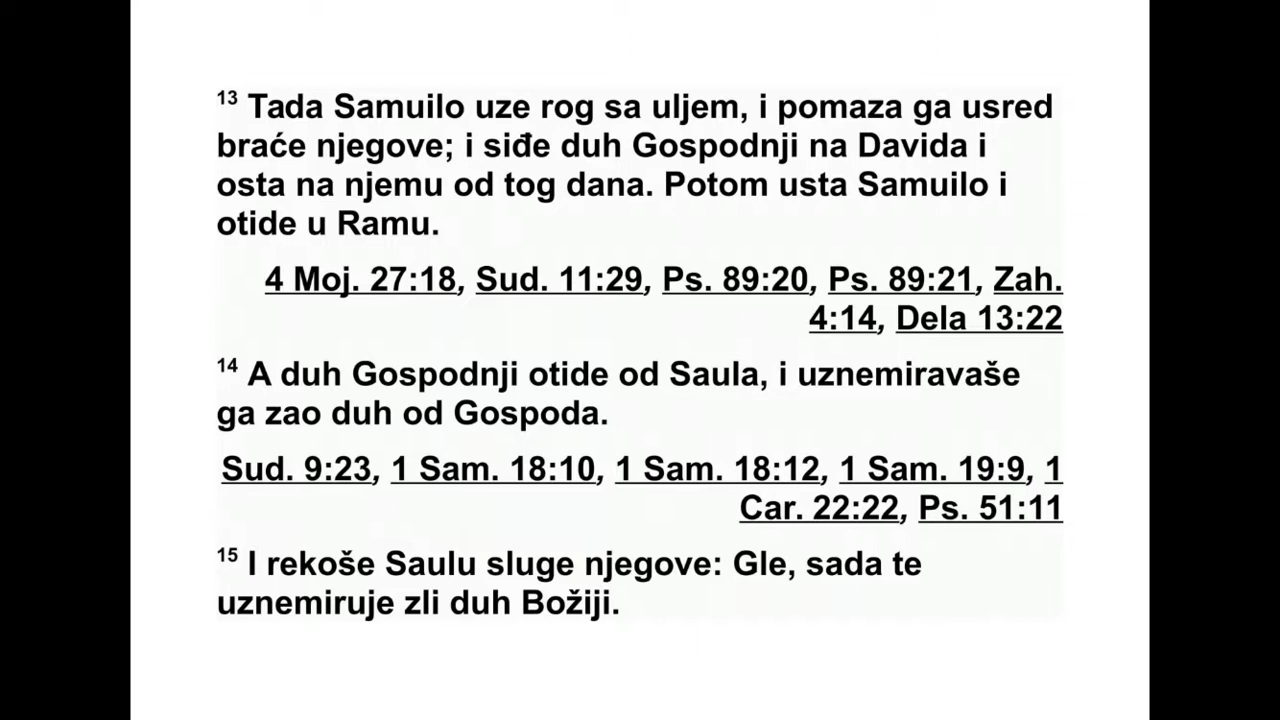 13 Tada Samuilo uze rog sa uljem, i pomaza ga usred
braće njegove; i siđe duh Gospodnji na Davida i
osta na njemu od tog dana. Potom usta Samuilo i
otide u Ramu.
4 Moj. 27:18, Sud. 11:29, Ps. 89:20, Ps. 89:21, Zah.
4:14, Dela 13:22
14 A duh Gospodnji otide od Saula, i uznemiravaše
ga zao duh od Gospoda.
Sud. 9:23, 1 Sam. 18:10, 1 Sam. 18:12, 1 Sam. 19:9, 1
Car. 22:22, Ps. 51:11
15 I rekoše Saulu sluge njegove: Gle, sada te
uznemiruje zli duh Božiji.